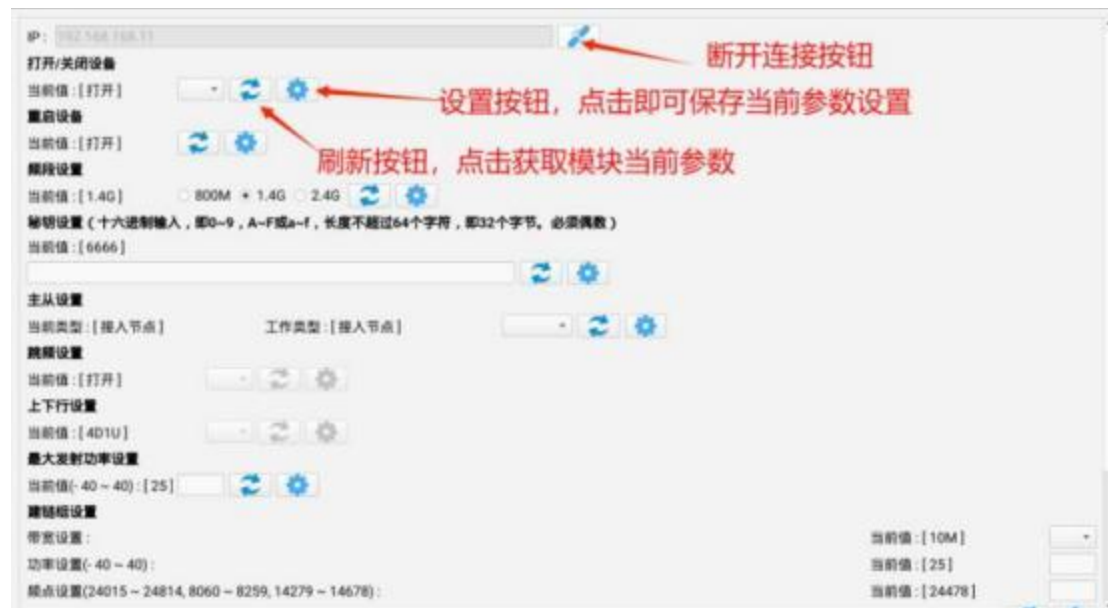 IP : 192.168.168.11
断开连接按钮
打开/关闭设备
当前值 : [ 打开 ]
设置按钮，点击即可保存当前参数设置
重启设备
当前值 : [ 打开 ]
刷新按钮，点击获取模块当前参数
频段设置
当前值 : [ 1.4G ] 800M 1.4G 2.4G
秘钥设置 ( 十六进制输入 , 即0~9 , A~F或a~f , 长度不超过64个字符 , 即32个字节。必须偶数 )
当前值 : [ 6666 ]
主从设置
当前类型 : [ 接入节点 ] 工作类型 : [ 接入节点 ]
跳频设置
当前值 : [ 打开 ]
上下行设置
当前值 : [ 4D1U ]
最大发射功率设置
当前值(- 40 ~ 40) : [ 25 ]
建链组设置
带宽设置 : 当前值 : [ 10M ]
功率设置(- 40 ~ 40) : 当前值 : [ 25 ]
频点设置(24015 ~ 24814, 8060 ~ 8259, 14279 ~ 14678) : 当前值 : [ 24478 ]